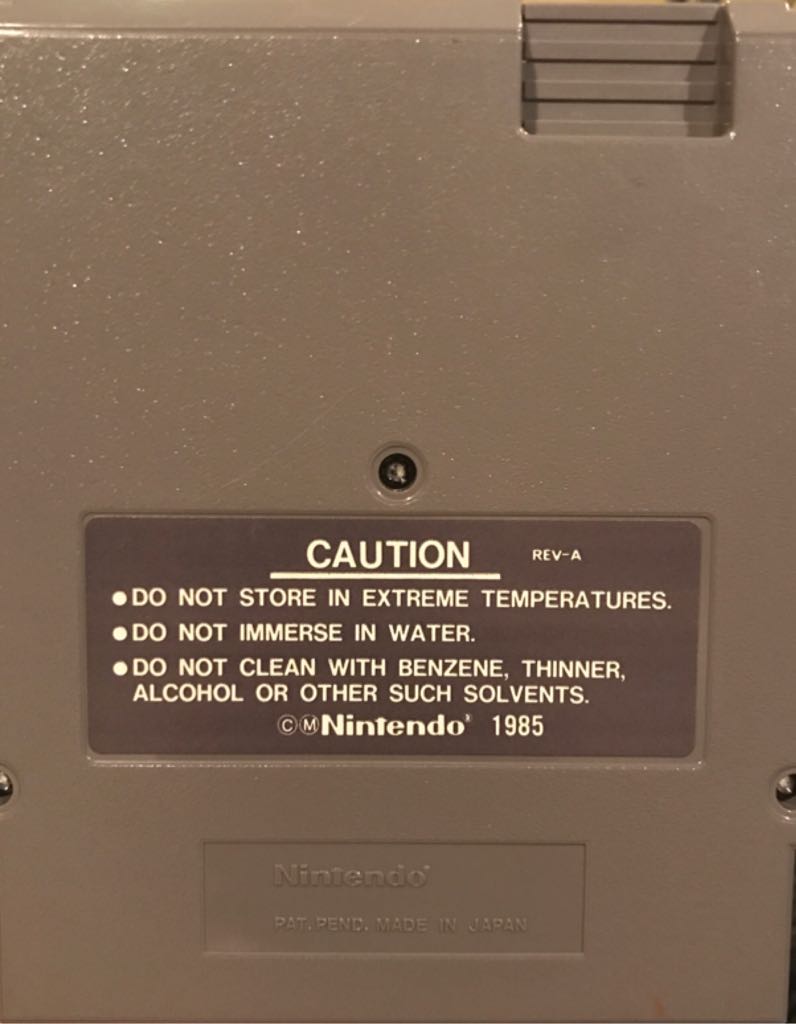 CAUTION REV-A
●DO NOT STORE IN EXTREME TEMPERATURES.
●DO NOT IMMERSE IN WATER.
●DO NOT CLEAN WITH BENZENE, THINNER,
ALCOHOL OR OTHER SUCH SOLVENTS.
©ⓂNintendo® 1985
Nintendo®
PAT. PEND. MADE IN JAPAN